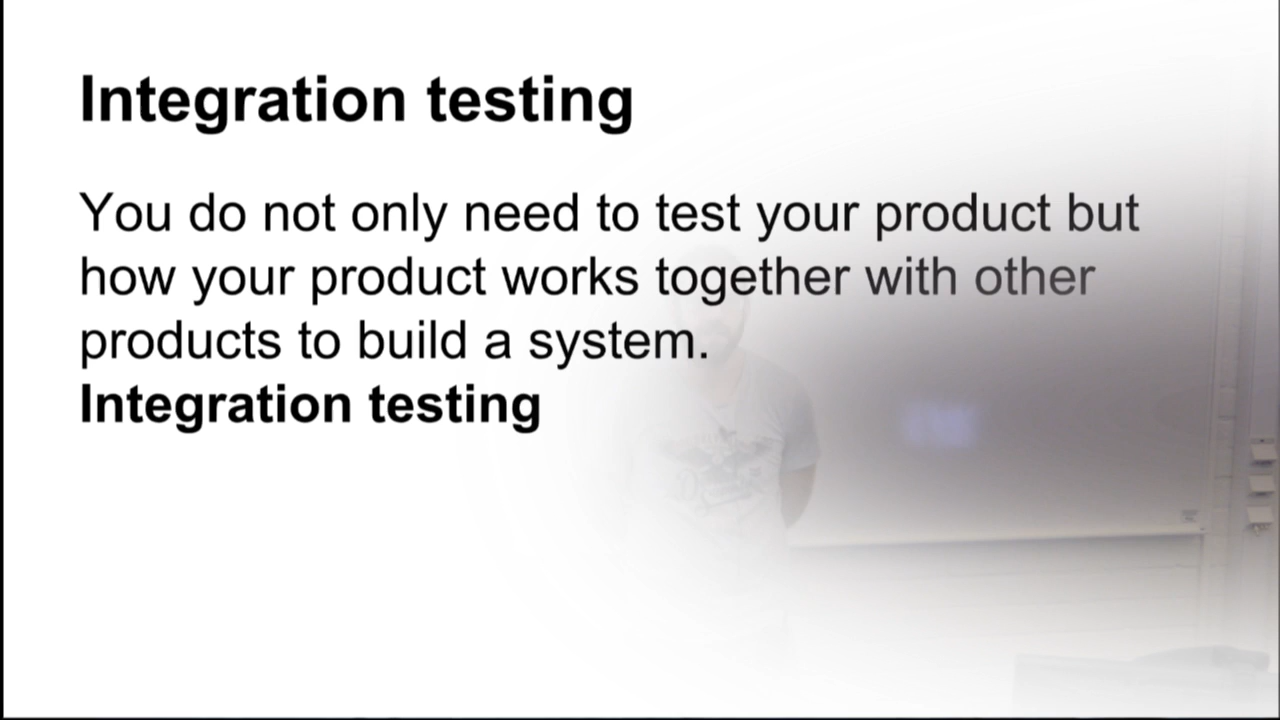 Integration testing
You do not only need to test your product but
how your product works together with other
products to build a system.
Integration testing